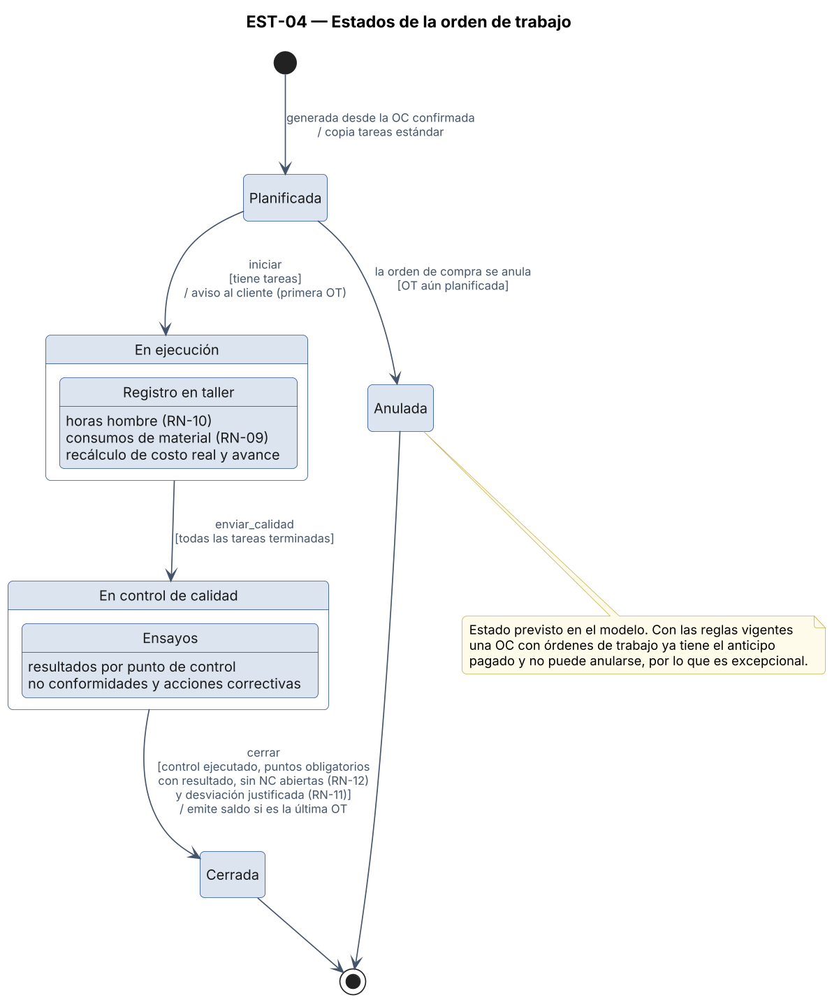 EST-04 — Estados de la orden de trabajo
generada desde la OC confirmada
/ copia tareas estándar
Planificada
iniciar
[tiene tareas]
/ aviso al cliente (primera OT)
la orden de compra se anula
[OT aún planificada]
En ejecución
Registro en taller
horas hombre (RN-10)
consumos de material (RN-09)
recálculo de costo real y avance
Anulada
enviar_calidad
[todas las tareas terminadas]
En control de calidad
Ensayos
resultados por punto de control
no conformidades y acciones correctivas
Estado previsto en el modelo. Con las reglas vigentes
una OC con órdenes de trabajo ya tiene el anticipo
pagado y no puede anularse, por lo que es excepcional.
cerrar
[control ejecutado, puntos obligatorios
con resultado, sin NC abiertas (RN-12)
y desviación justificada (RN-11)]
/ emite saldo si es la última OT
Cerrada